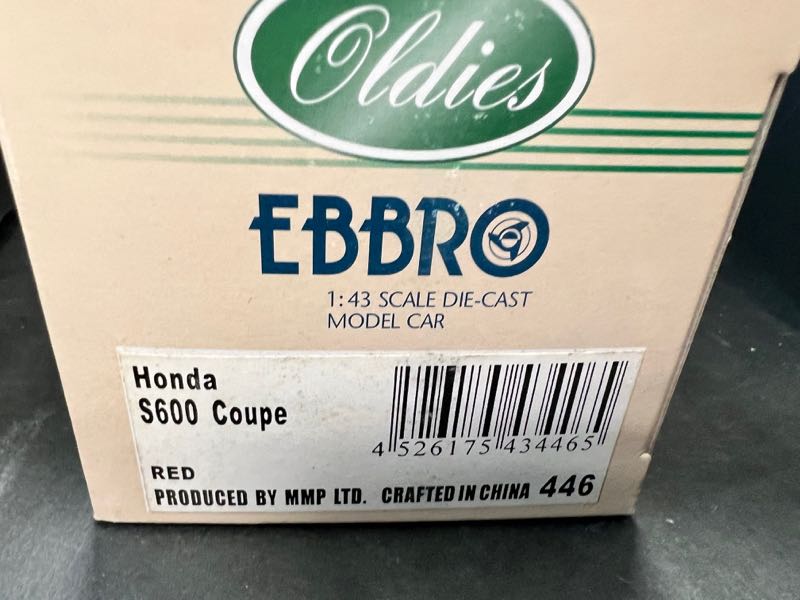 Oldies
EBBRO
1:43 SCALE DIE-CAST
MODEL CAR
Honda
S600 Coupe
4 526175 434465
RED
PRODUCED BY MMP LTD. CRAFTED IN CHINA 446